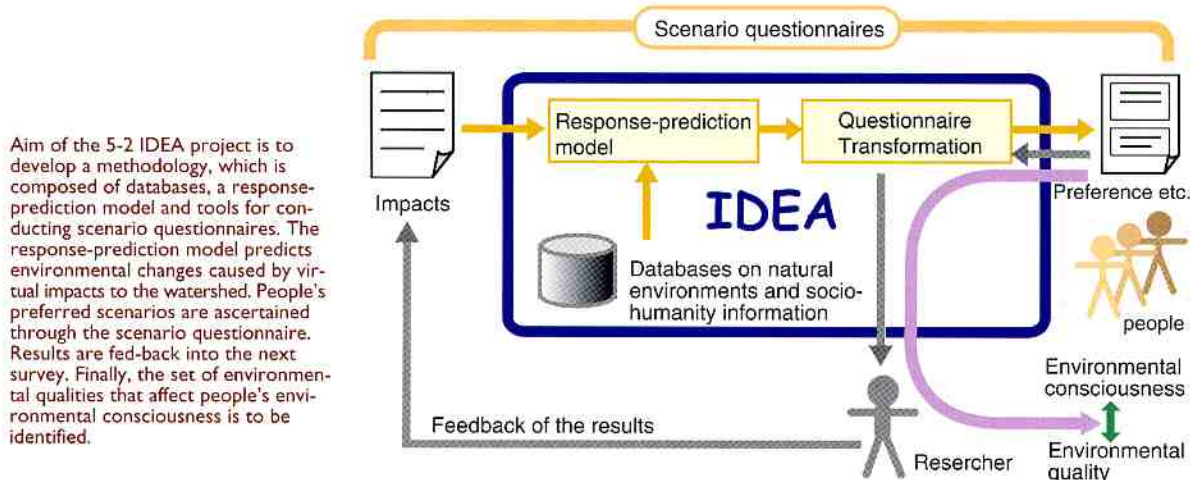 Aim of the 5-2 IDEA project is to
develop a methodology, which is
composed of databases, a response-
prediction model and tools for con-
ducting scenario questionnaires. The
response-prediction model predicts
environmental changes caused by vir-
tual impacts to the watershed. People's
preferred scenarios are ascertained
through the scenario questionnaire.
Results are fed-back into the next
survey. Finally, the set of environmen-
tal qualities that affect people's envi-
ronmental consciousness is to be
identified.
Scenario questionnaires
Response-prediction
model
Questionnaire
Transformation
Impacts
IDEA
Preference etc.
Databases on natural
environments and socio-
humanity information
people
Environmental
consciousness
Feedback of the results
Resercher
Environmental
quality